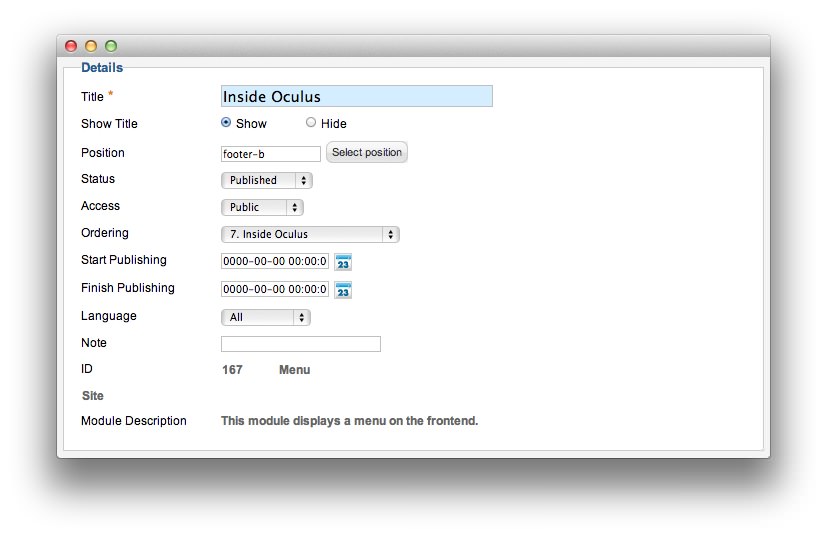 Details
Title * Inside Oculus
Show Title Show Hide
Position footer-b Select position
Status Published
Access Public
Ordering 7. Inside Oculus
Start Publishing 0000-00-00 00:00:0 23
Finish Publishing 0000-00-00 00:00:0 23
Language All
Note
ID 167 Menu
Site
Module Description This module displays a menu on the frontend.